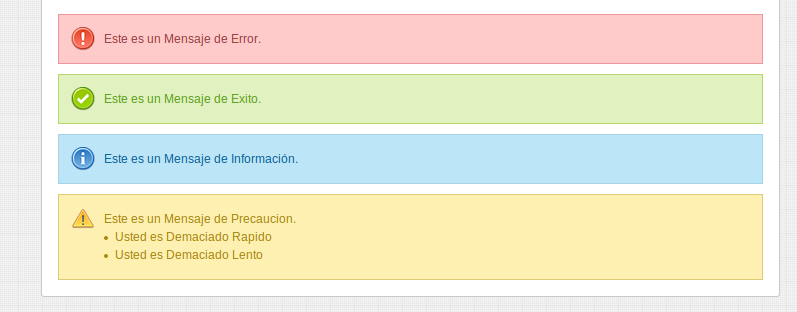 Este es un Mensaje de Error.
Este es un Mensaje de Exito.
Este es un Mensaje de Información.
Este es un Mensaje de Precaucion.
• Usted es Demaciado Rapido
• Usted es Demaciado Lento